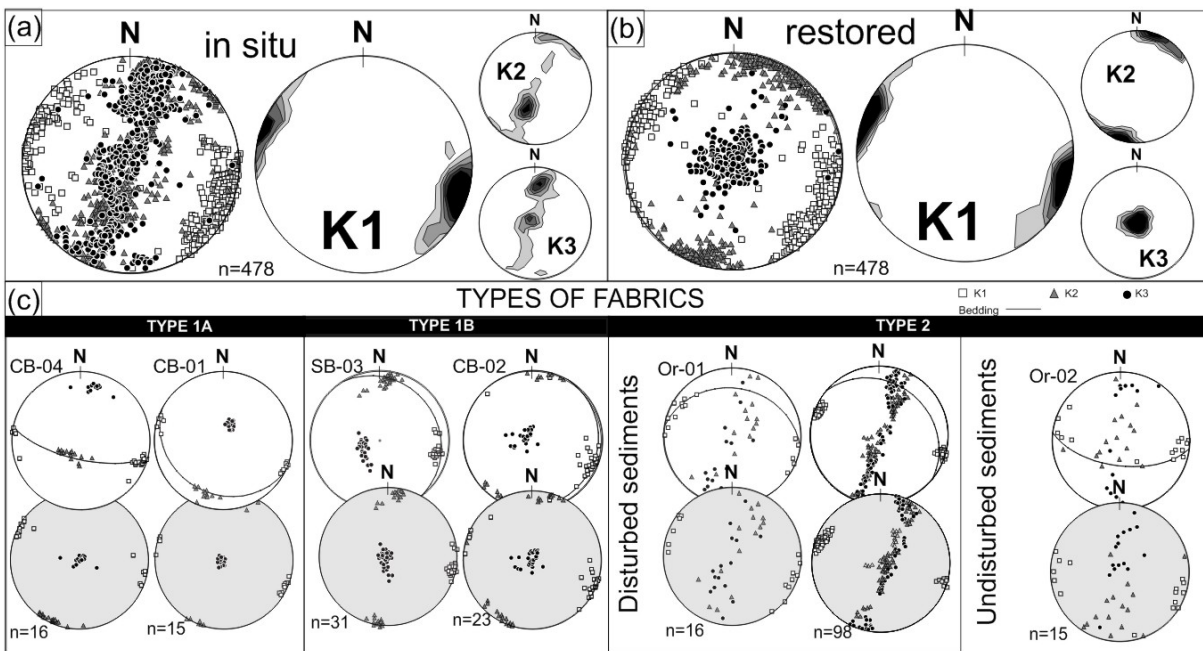 (a)
in situ
N
N
K1
n=478
N
K2
N
K3
(b)
restored
N
N
K1
n=478
N
K2
N
K3
(c)
TYPES OF FABRICS
K1 K2 K3
Bedding
TYPE 1A
TYPE 1B
TYPE 2
CB-04
N
CB-01
N
n=16
n=15
SB-03
N
CB-02
N
N
N
n=31
n=23
Disturbed sediments
Or-01
N
N
N
N
n=16
n=98
Undisturbed sediments
Or-02
N
N
n=15